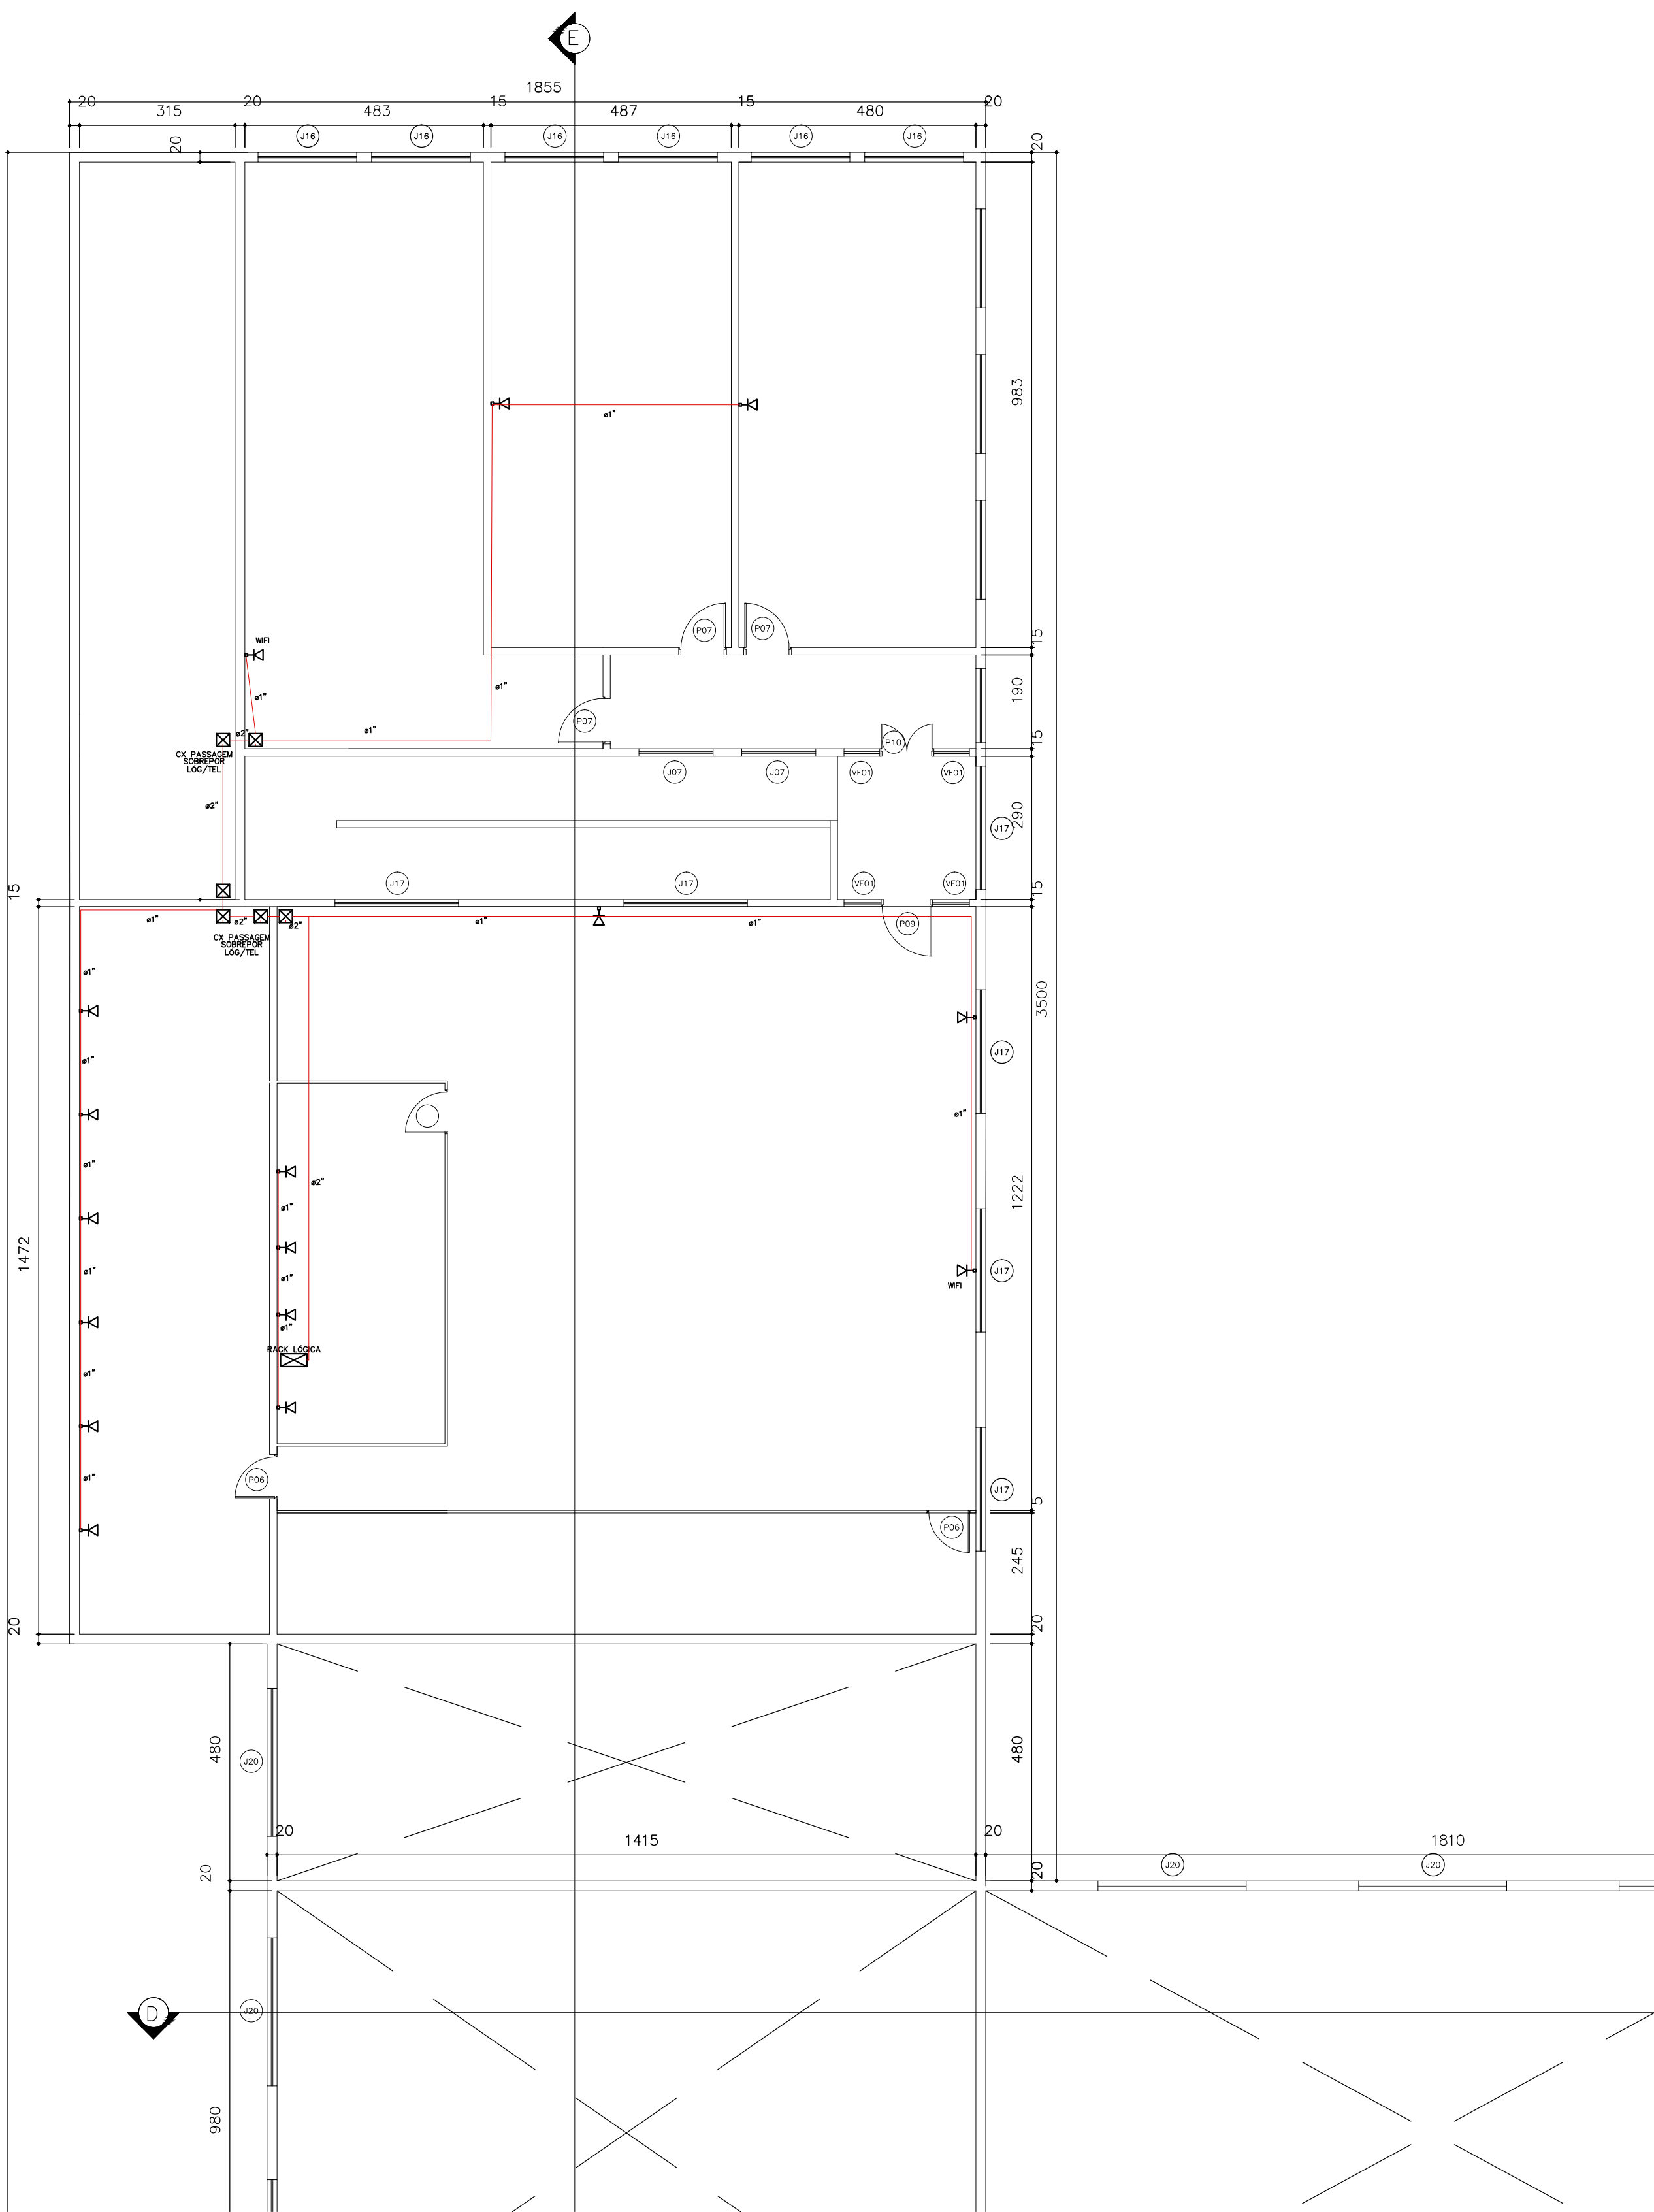 E
1855
20
315
20
483
15
487
15
480
20
J16
J16
J16
J16
J16
J16
20
20
983
ø1"
P07
P07
15
WIFI
ø1"
ø1"
190
P07
ø1"
ø2"
P10
15
CX PASSAGEM
SOBREPOR
LÓG/TEL
J07
J07
VF01
VF01
ø2"
290
J17
15
J17
J17
VF01
VF01
15
ø1"
ø2"
ø2"
ø1"
ø1"
P09
CX PASSAGEM
SOBREPOR
LÓG/TEL
ø1"
3500
ø1"
J17
ø1"
ø1"
ø2"
1222
ø1"
1472
ø1"
ø1"
J17
WIFI
ø1"
RACK LÓGICA
ø1"
ø1"
P06
J17
5
P06
245
20
20
480
J20
480
20
1415
20
1810
20
J20
J20
20
D
J20
980